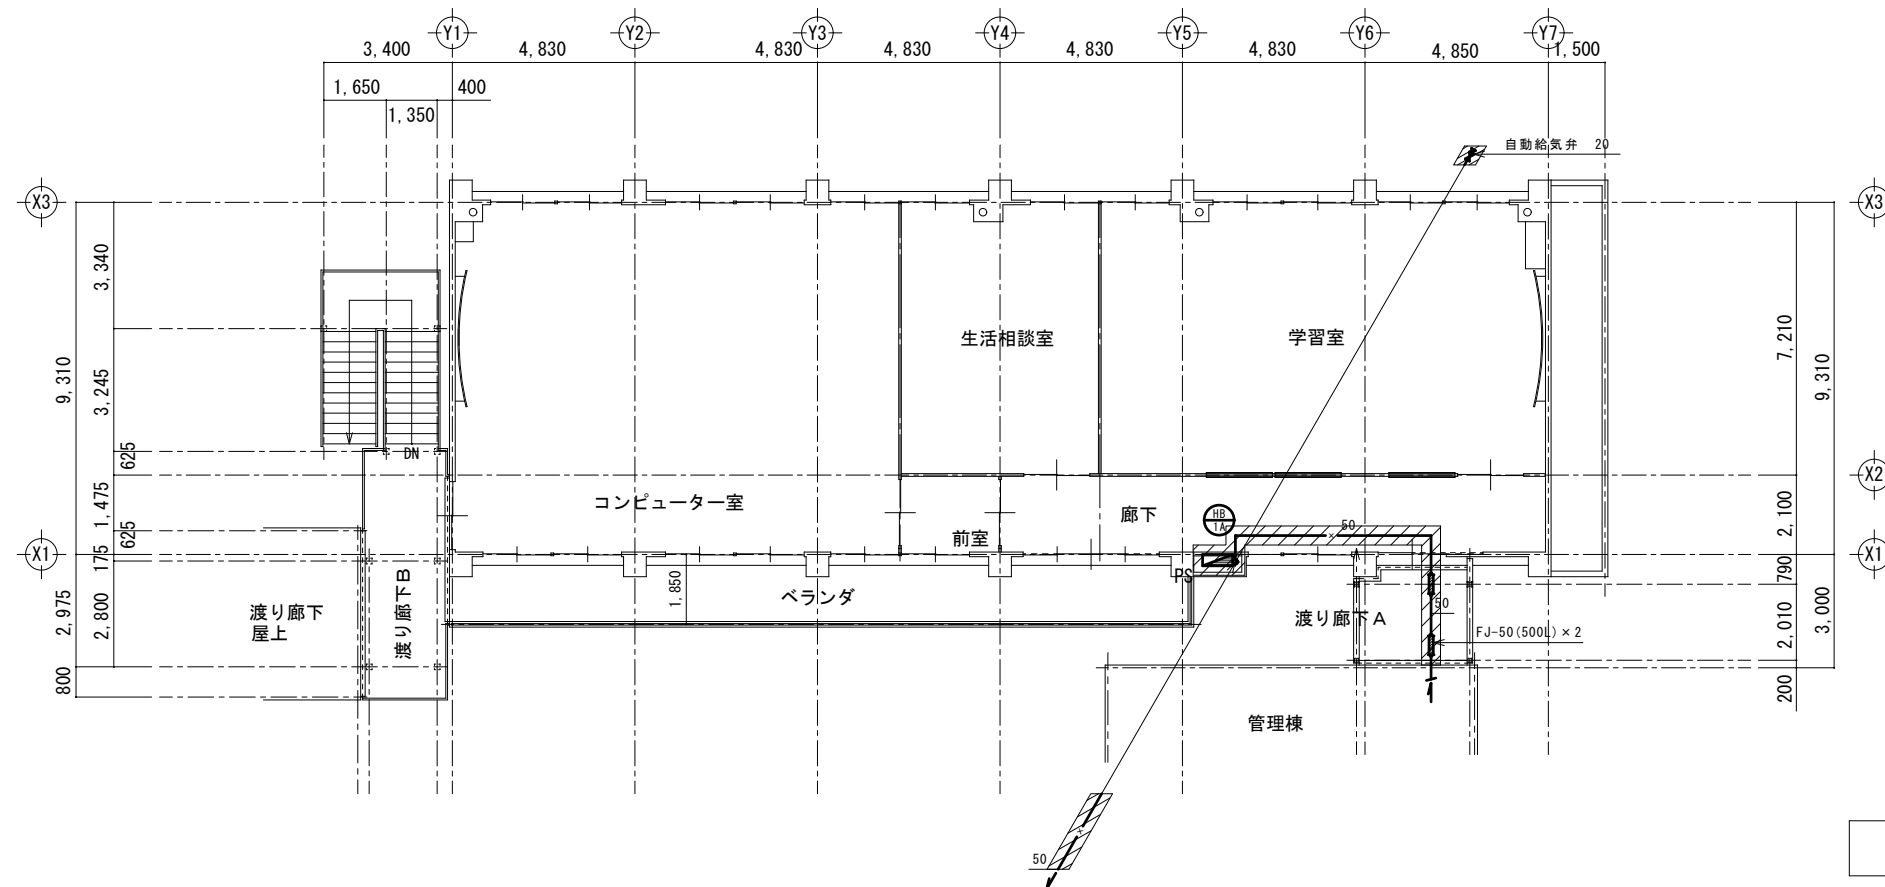 Y1 Y2 Y3 Y4 Y5 Y6 Y7
3,400 4,830 4,830 4,830 4,830 4,830 4,850 1,500
1,650 400
1,350
自動給気弁 20
X3
X3
3,340
3,245
9,310
625
1,475
625
175
2,975
2,800
800
X1
DN
生活相談室
学習室
7,210
9,310
X2
2,100
X1
790
2,010
3,000
200
コンピューター室
廊下
前室
HB
1A
50
PS
1,850
ベランダ
渡り廊下
屋上
渡り廊下B
渡り廊下A
50
FJ-50(500L)×2
管理棟
50